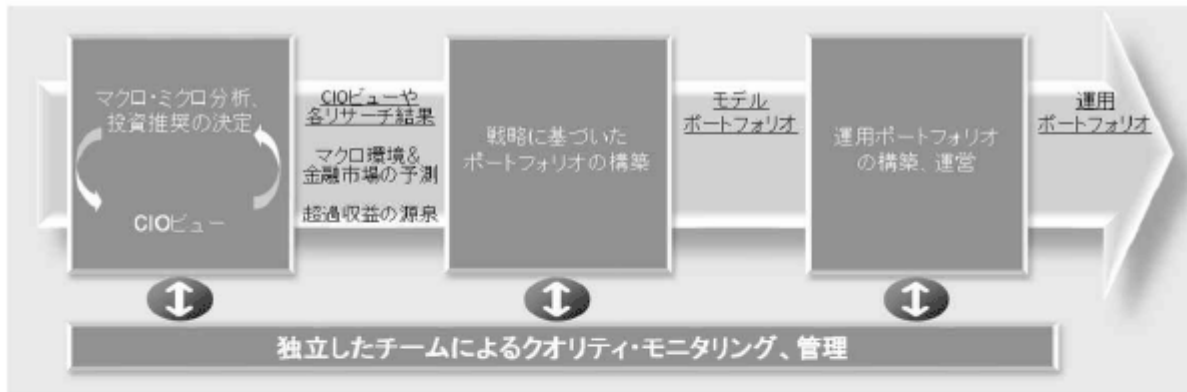 マクロ・ミクロ分析、
投資推奨の決定
CIOビュー
CIOビューや
各リサーチ結果
マクロ環境&
金融市場の予測
超過収益の源泉
戦略に基づいた
ポートフォリオの構築
モデル
ポートフォリオ
運用ポートフォリオ
の構築、運営
運用
ポートフォリオ
独立したチームによるクオリティ・モニタリング、管理